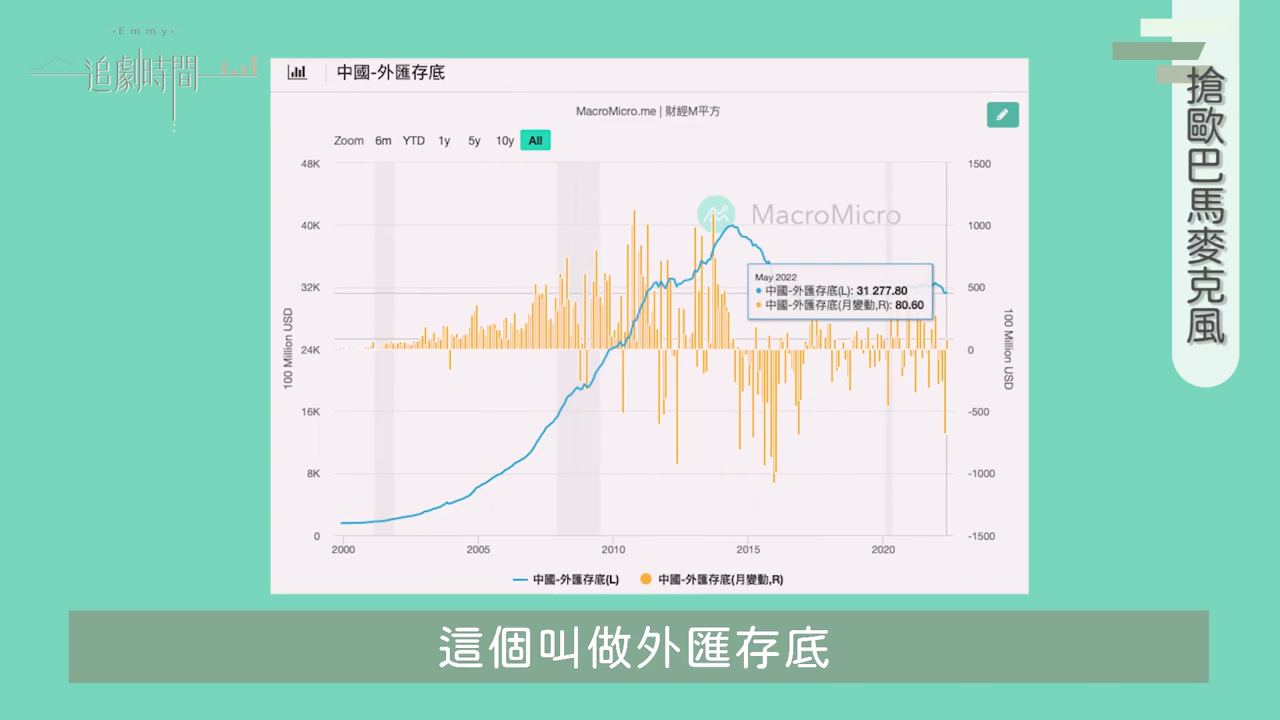 ·Emmy·
追劇時間
搶歐巴馬麥克風
中國-外匯存底
MacroMicro.me | 財經M平方
Zoom 6m YTD 1y 5y 10y All
48K
40K
32K
24K
16K
8K
0
100 Million USD
1500
1000
500
0
-500
-1000
-1500
100 Million USD
MacroMicro
May 2022
中國-外匯存底(L): 31 277.80
中國-外匯存底(月變動,R): 80.60
2000 2005 2010 2015 2020
中國-外匯存底(L) 中國-外匯存底(月變動,R)
這個叫做外匯存底